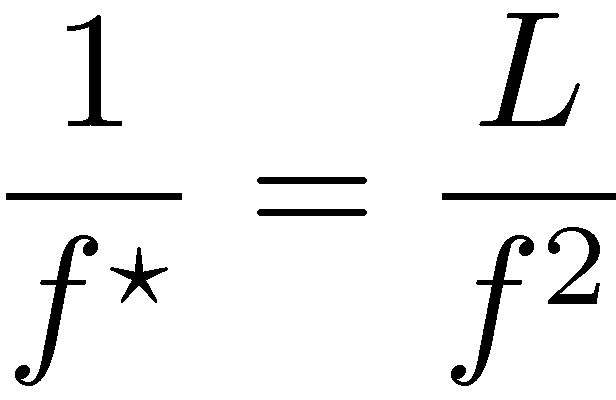 1/f⋆ = L/f²